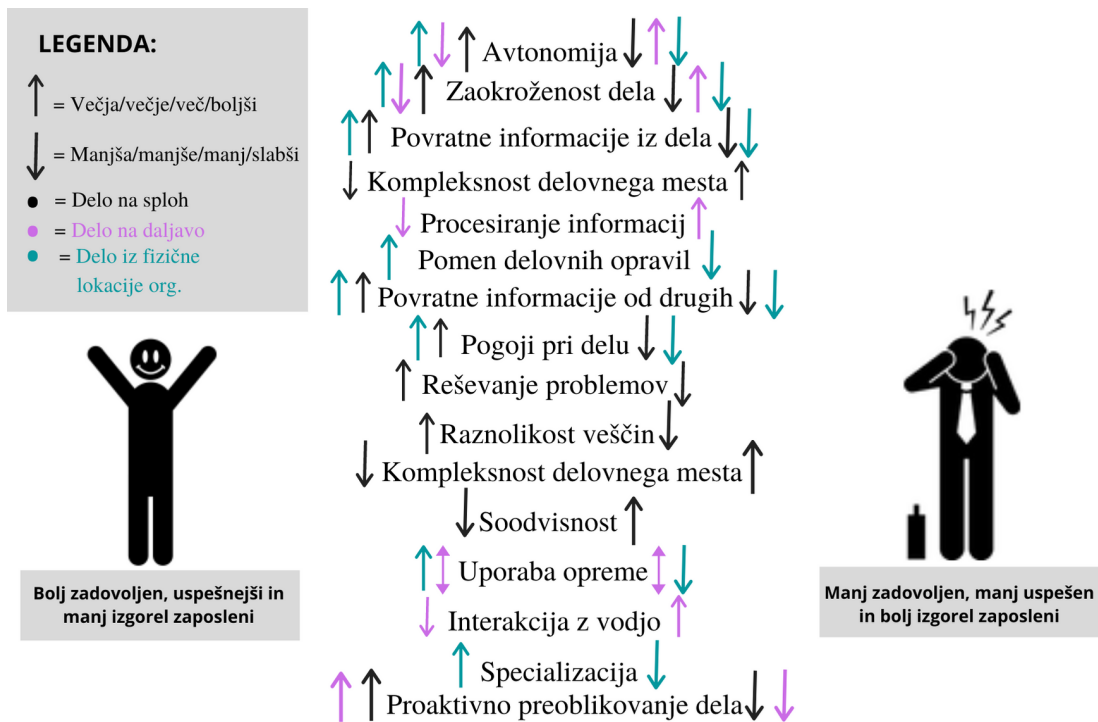 LEGENDA:
= Večja/večje/več/boljši
= Manjša/manjše/manj/slabši
= Delo na sploh
= Delo na daljavo
= Delo iz fizične
lokacije org.
Avtonomija
Zaokroženost dela
Povratne informacije iz dela
Kompleksnost delovnega mesta
Procesiranje informacij
Pomen delovnih opravil
Povratne informacije od drugih
Pogoji pri delu
Reševanje problemov
Raznolikost veščin
Kompleksnost delovnega mesta
Soodvisnost
Uporaba opreme
Interakcija z vodjo
Specializacija
Proaktivno preoblikovanje dela
Bolj zadovoljen, uspešnejši in
manj izgorel zaposleni
Manj zadovoljen, manj uspešen
in bolj izgorel zaposleni